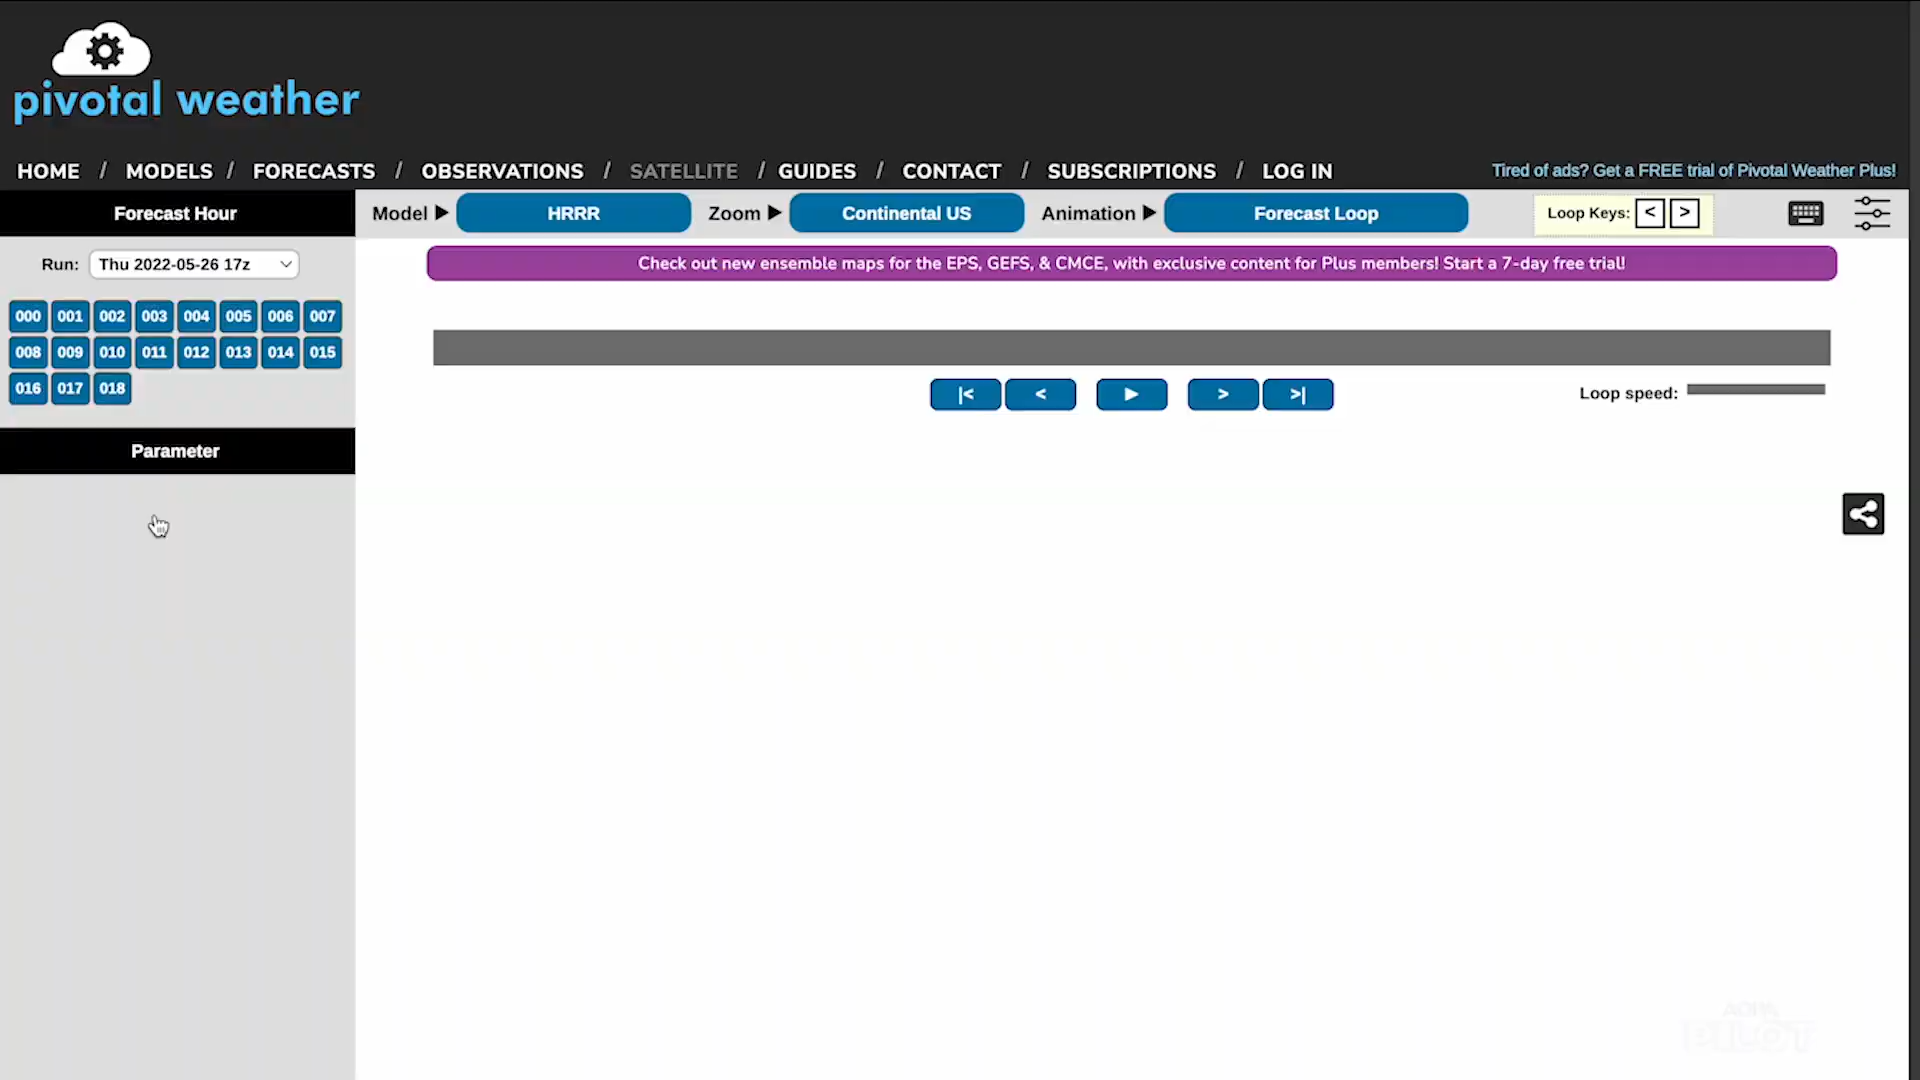 pivotal weather
HOME / MODELS / FORECASTS / OBSERVATIONS / SATELLITE / GUIDES / CONTACT / SUBSCRIPTIONS / LOG IN
Tired of ads? Get a FREE trial of Pivotal Weather Plus!
Forecast Hour
Model HRRR Zoom Continental US Animation Forecast Loop Loop Keys: < >
Run: Thu 2022-05-26 17z
Check out new ensemble maps for the EPS, GEFS, & CMCE, with exclusive content for Plus members! Start a 7-day free trial!
000 001 002 003 004 005 006 007
008 009 010 011 012 013 014 015
016 017 018
|< < > >|
Loop speed:
Parameter
AOPA
PILOT